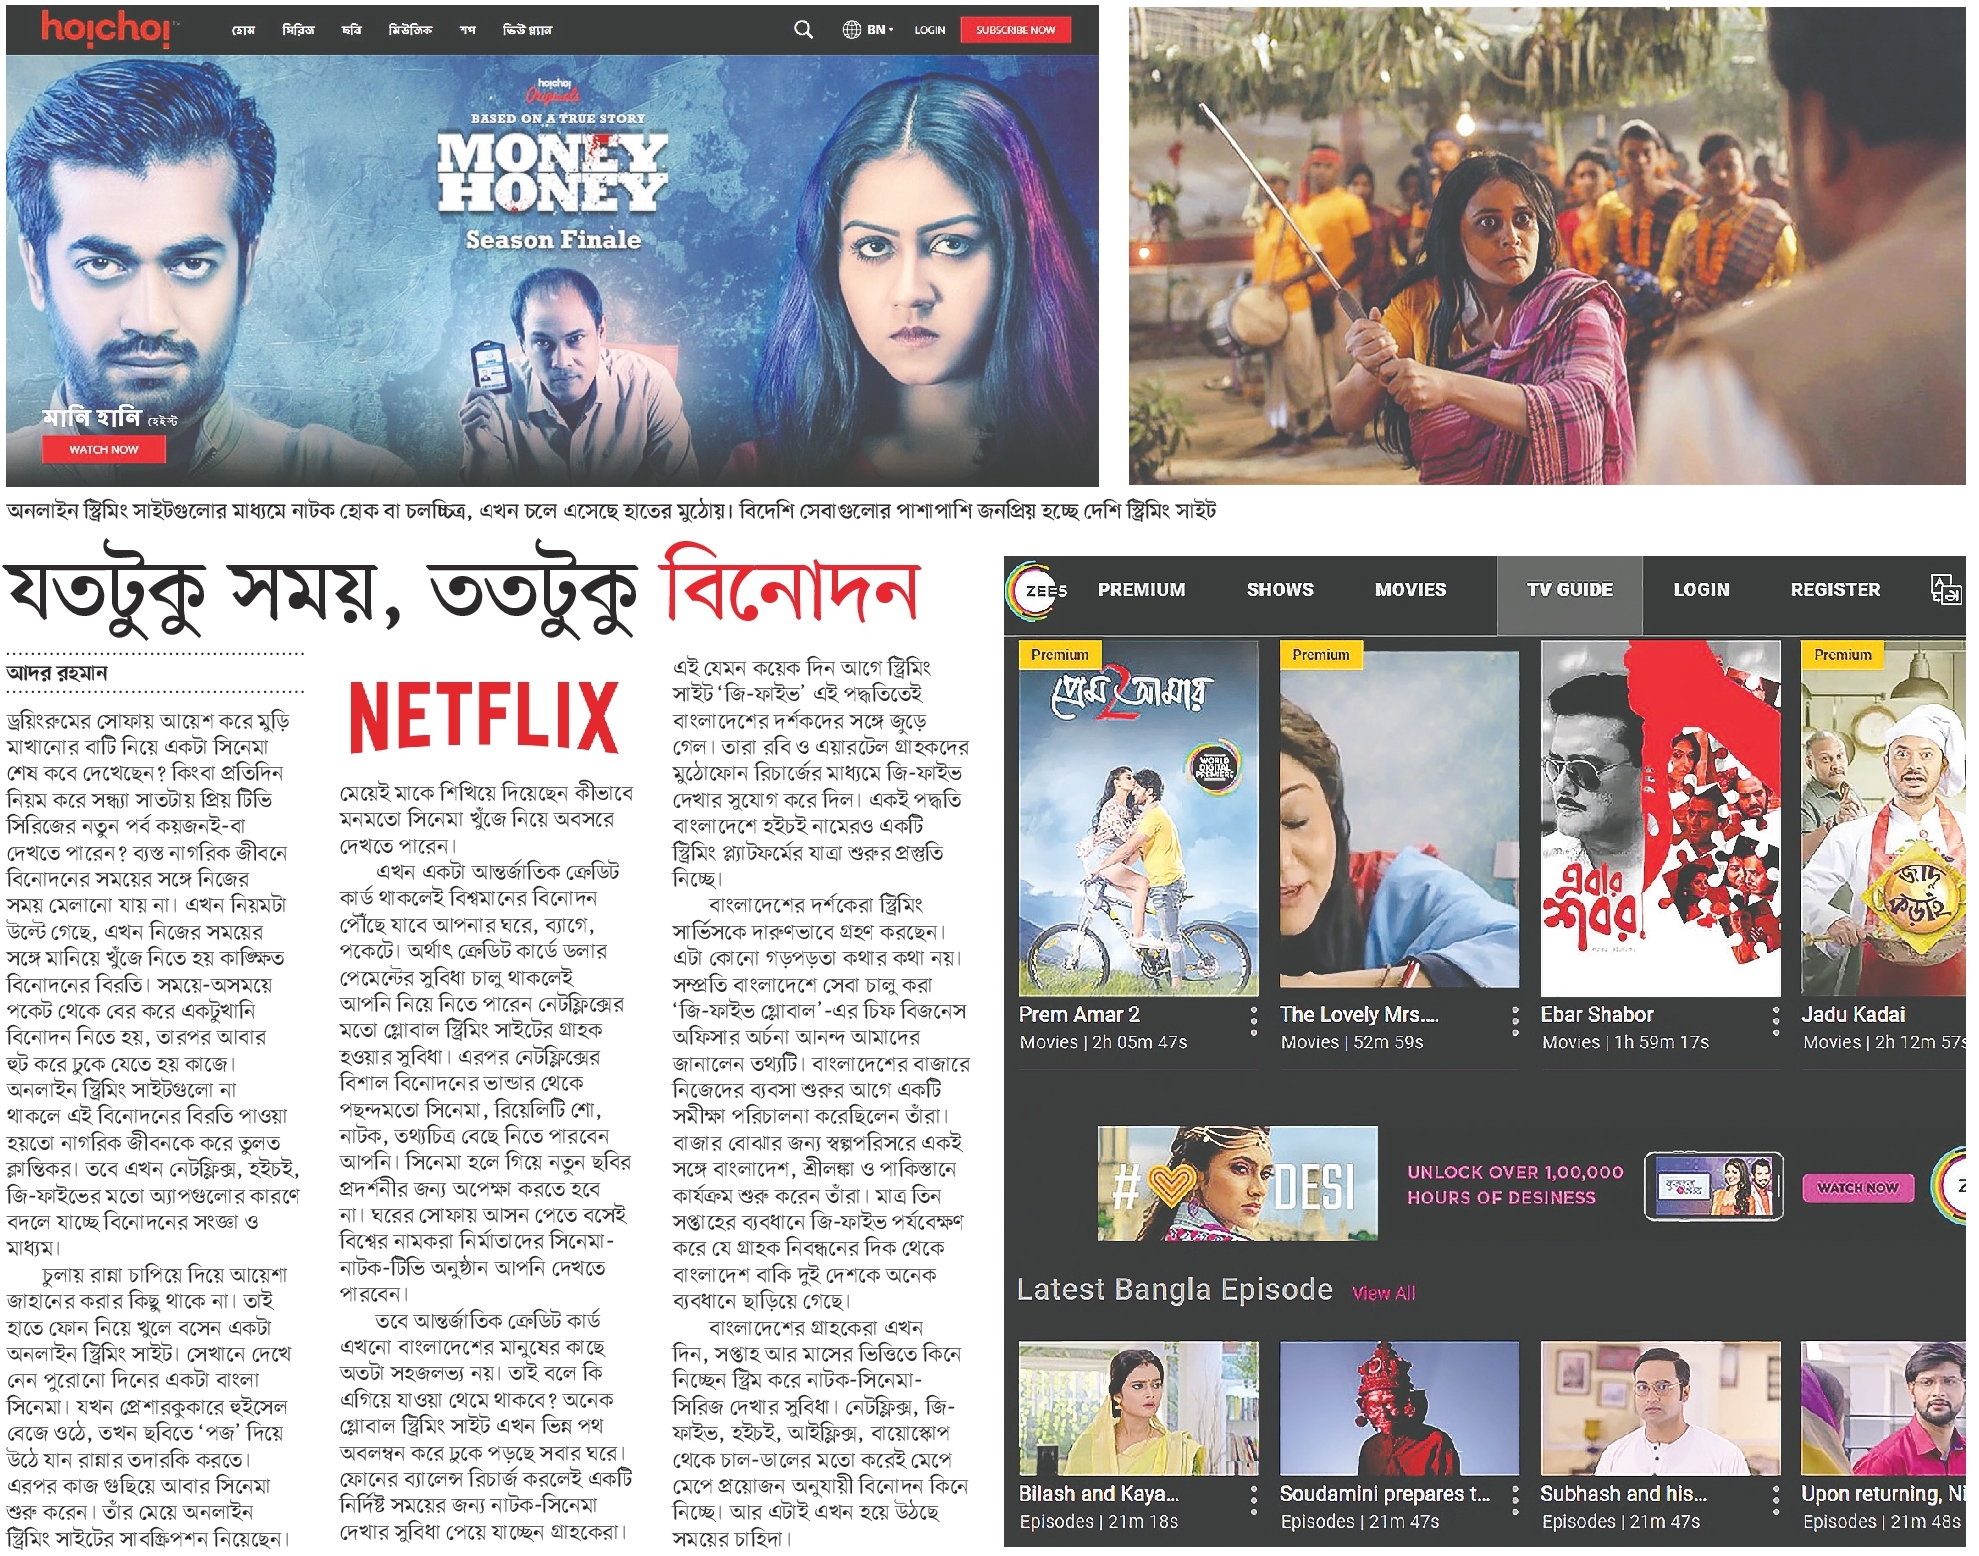 hoichoi
হোম সিরিজ ছবি মিউজিক শপ ভিউ প্ল্যান
BN
LOGIN
SUBSCRIBE NOW
hoichoi
Originals
BASED ON A TRUE STORY
MONEY
HONEY
Season Finale
মানি হানি হেইস্ট
WATCH NOW
অনলাইন স্ট্রিমিং সাইটগুলোর মাধ্যমে নাটক হোক বা চলচ্চিত্র, এখন চলে এসেছে হাতের মুঠোয়। বিদেশি সেবাগুলোর পাশাপাশি জনপ্রিয় হচ্ছে দেশি স্ট্রিমিং সাইট
যতটুকু সময়, ততটুকু বিনোদন
আদর রহমান
ড্রয়িংরুমের সোফায় আয়েশ করে মুড়ি
মাখানোর বাটি নিয়ে একটা সিনেমা
শেষ কবে দেখেছেন? কিংবা প্রতিদিন
নিয়ম করে সন্ধ্যা সাতটায় প্রিয় টিভি
সিরিজের নতুন পর্ব কয়জনই-বা
দেখতে পারেন? ব্যস্ত নাগরিক জীবনে
বিনোদনের সময়ের সঙ্গে নিজের
সময় মেলানো যায় না। এখন নিয়মটা
উল্টে গেছে, এখন নিজের সময়ের
সঙ্গে মানিয়ে খুঁজে নিতে হয় কাঙ্ক্ষিত
বিনোদনের বিরতি। সময়ে-অসময়ে
পকেট থেকে বের করে একটুখানি
বিনোদন নিতে হয়, তারপর আবার
হুট করে ঢুকে যেতে হয় কাজে।
অনলাইন স্ট্রিমিং সাইটগুলো না
থাকলে এই বিনোদনের বিরতি পাওয়া
হয়তো নাগরিক জীবনকে করে তুলত
ক্লান্তিকর। তবে এখন নেটফ্লিক্স, হইচই,
জি-ফাইভের মতো অ্যাপগুলোর কারণে
বদলে যাচ্ছে বিনোদনের সংজ্ঞা ও
মাধ্যম।
চুলায় রান্না চাপিয়ে দিয়ে আয়েশা
জাহানের করার কিছু থাকে না। তাই
হাতে ফোন নিয়ে খুলে বসেন একটা
অনলাইন স্ট্রিমিং সাইট। সেখানে দেখে
নেন পুরোনো দিনের একটা বাংলা
সিনেমা। যখন প্রেশারকুকারে হুইসেল
বেজে ওঠে, তখন ছবিতে ‘পজ’ দিয়ে
উঠে যান রান্নার তদারকি করতে।
এরপর কাজ গুছিয়ে আবার সিনেমা
শুরু করেন। তাঁর মেয়ে অনলাইন
স্ট্রিমিং সাইটের সাবস্ক্রিপশন নিয়েছেন।
NETFLIX
মেয়েই মাকে শিখিয়ে দিয়েছেন কীভাবে
মনমতো সিনেমা খুঁজে নিয়ে অবসরে
দেখতে পারেন।
এখন একটা আন্তর্জাতিক ক্রেডিট
কার্ড থাকলেই বিশ্বমানের বিনোদন
পৌঁছে যাবে আপনার ঘরে, ব্যাগে,
পকেটে। অর্থাৎ ক্রেডিট কার্ডে ডলার
পেমেন্টের সুবিধা চালু থাকলেই
আপনি নিয়ে নিতে পারেন নেটফ্লিক্সের
মতো গ্লোবাল স্ট্রিমিং সাইটের গ্রাহক
হওয়ার সুবিধা। এরপর নেটফ্লিক্সের
বিশাল বিনোদনের ভান্ডার থেকে
পছন্দমতো সিনেমা, রিয়েলিটি শো,
নাটক, তথ্যচিত্র বেছে নিতে পারবেন
আপনি। সিনেমা হলে গিয়ে নতুন ছবির
প্রদর্শনীর জন্য অপেক্ষা করতে হবে
না। ঘরের সোফায় আসন পেতে বসেই
বিশ্বের নামকরা নির্মাতাদের সিনেমা-
নাটক-টিভি অনুষ্ঠান আপনি দেখতে
পারবেন।
তবে আন্তর্জাতিক ক্রেডিট কার্ড
এখনো বাংলাদেশের মানুষের কাছে
অতটা সহজলভ্য নয়। তাই বলে কি
এগিয়ে যাওয়া থেমে থাকবে? অনেক
গ্লোবাল স্ট্রিমিং সাইট এখন ভিন্ন পথ
অবলম্বন করে ঢুকে পড়ছে সবার ঘরে।
ফোনের ব্যালেন্স রিচার্জ করলেই একটি
নির্দিষ্ট সময়ের জন্য নাটক-সিনেমা
দেখার সুবিধা পেয়ে যাচ্ছেন গ্রাহকেরা।
এই যেমন কয়েক দিন আগে স্ট্রিমিং
সাইট ‘জি-ফাইভ’ এই পদ্ধতিতেই
বাংলাদেশের দর্শকদের সঙ্গে জুড়ে
গেল। তারা রবি ও এয়ারটেল গ্রাহকদের
মুঠোফোন রিচার্জের মাধ্যমে জি-ফাইভ
দেখার সুযোগ করে দিল। একই পদ্ধতি
বাংলাদেশে হইচই নামেরও একটি
স্ট্রিমিং প্ল্যাটফর্মের যাত্রা শুরুর প্রস্তুতি
নিচ্ছে।
বাংলাদেশের দর্শকেরা স্ট্রিমিং
সার্ভিসকে দারুণভাবে গ্রহণ করছেন।
এটা কোনো গড়পড়তা কথার কথা নয়।
সম্প্রতি বাংলাদেশে সেবা চালু করা
‘জি-ফাইভ গ্লোবাল’-এর চিফ বিজনেস
অফিসার অর্চনা আনন্দ আমাদের
জানালেন তথ্যটি। বাংলাদেশের বাজারে
নিজেদের ব্যবসা শুরুর আগে একটি
সমীক্ষা পরিচালনা করেছিলেন তাঁরা।
বাজার বোঝার জন্য স্বল্পপরিসরে একই
সঙ্গে বাংলাদেশ, শ্রীলঙ্কা ও পাকিস্তানে
কার্যক্রম শুরু করেন তাঁরা। মাত্র তিন
সপ্তাহের ব্যবধানে জি-ফাইভ পর্যবেক্ষণ
করে যে গ্রাহক নিবন্ধনের দিক থেকে
বাংলাদেশ বাকি দুই দেশকে অনেক
ব্যবধানে ছাড়িয়ে গেছে।
বাংলাদেশের গ্রাহকেরা এখন
দিন, সপ্তাহ আর মাসের ভিত্তিতে কিনে
নিচ্ছেন স্ট্রিম করে নাটক-সিনেমা-
সিরিজ দেখার সুবিধা। নেটফ্লিক্স, জি-
ফাইভ, হইচই, আইফ্লিক্স, বায়োস্কোপ
থেকে চাল-ডালের মতো করেই মেপে
মেপে প্রয়োজন অনুযায়ী বিনোদন কিনে
নিচ্ছে। আর এটাই এখন হয়ে উঠছে
সময়ের চাহিদা।
ZEE5 PREMIUM SHOWS MOVIES TV GUIDE LOGIN REGISTER
Premium Premium Premium
প্রেম আমার 2
WORLD DIGITAL PREMIERE
এবার শবর
জাদু কড়াই
Prem Amar 2 The Lovely Mrs.... Ebar Shabor Jadu Kadai
Movies | 2h 05m 47s Movies | 52m 59s Movies | 1h 59m 17s Movies | 2h 12m 57s
# DESI
UNLOCK OVER 1,00,000
HOURS OF DESINESS
WATCH NOW
Latest Bangla Episode View All
Bilash and Kaya... Soudamini prepares t... Subhash and his... Upon returning, Ni
Episodes | 21m 18s Episodes | 21m 47s Episodes | 21m 47s Episodes | 21m 48s